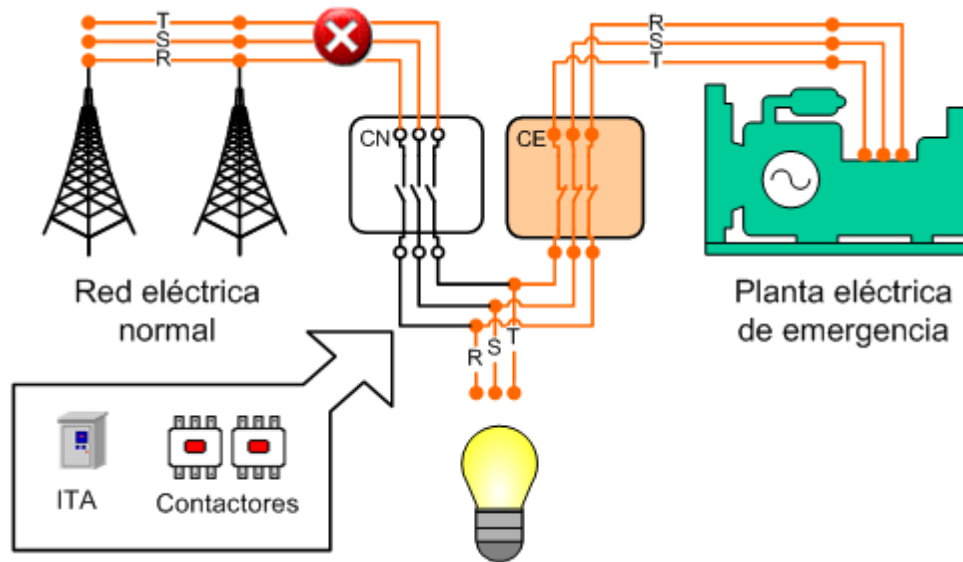 T
S
R
R
S
T
CN
CE
Red eléctrica
normal
Planta eléctrica
de emergencia
R
S
T
ITA
Contactores